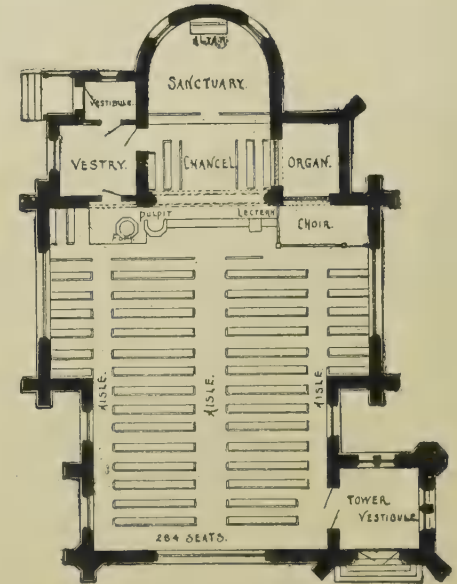 ALTAR
SANCTUARY.
VESTIBULE.
VESTRY.
CHANCEL
ORGAN.
PULPIT
LECTERN
FONT.
CHOIR.
AISLE.
AISLE.
AISLE
TOWER
VESTIBULE.
284 SEATS.